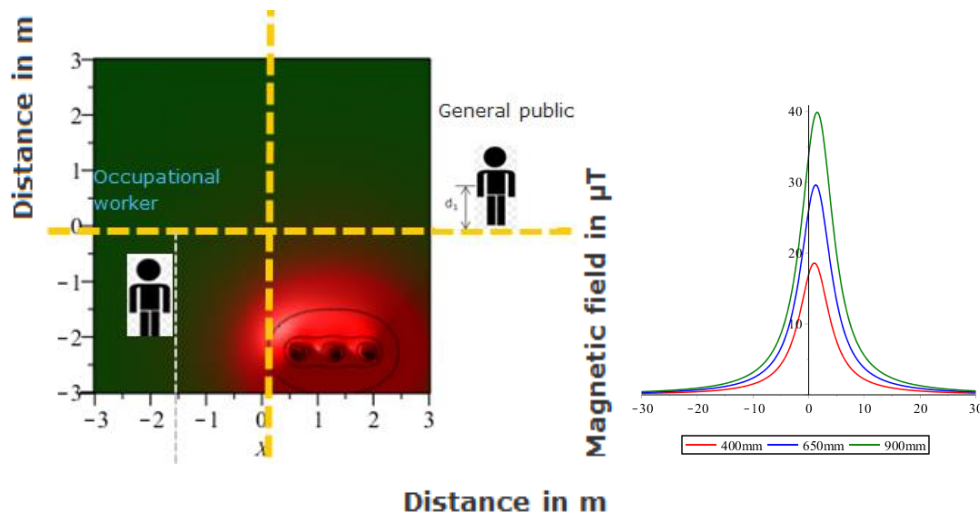 Distance in m
3
2
1
0
−1
−2
−3
−3
−2
−1
0
1
2
3
X
Occupational
worker
General public
d₁
Magnetic field in µT
40
30
20
10
−30
−20
−10
0
10
20
30
400mm
650mm
900mm
Distance in m